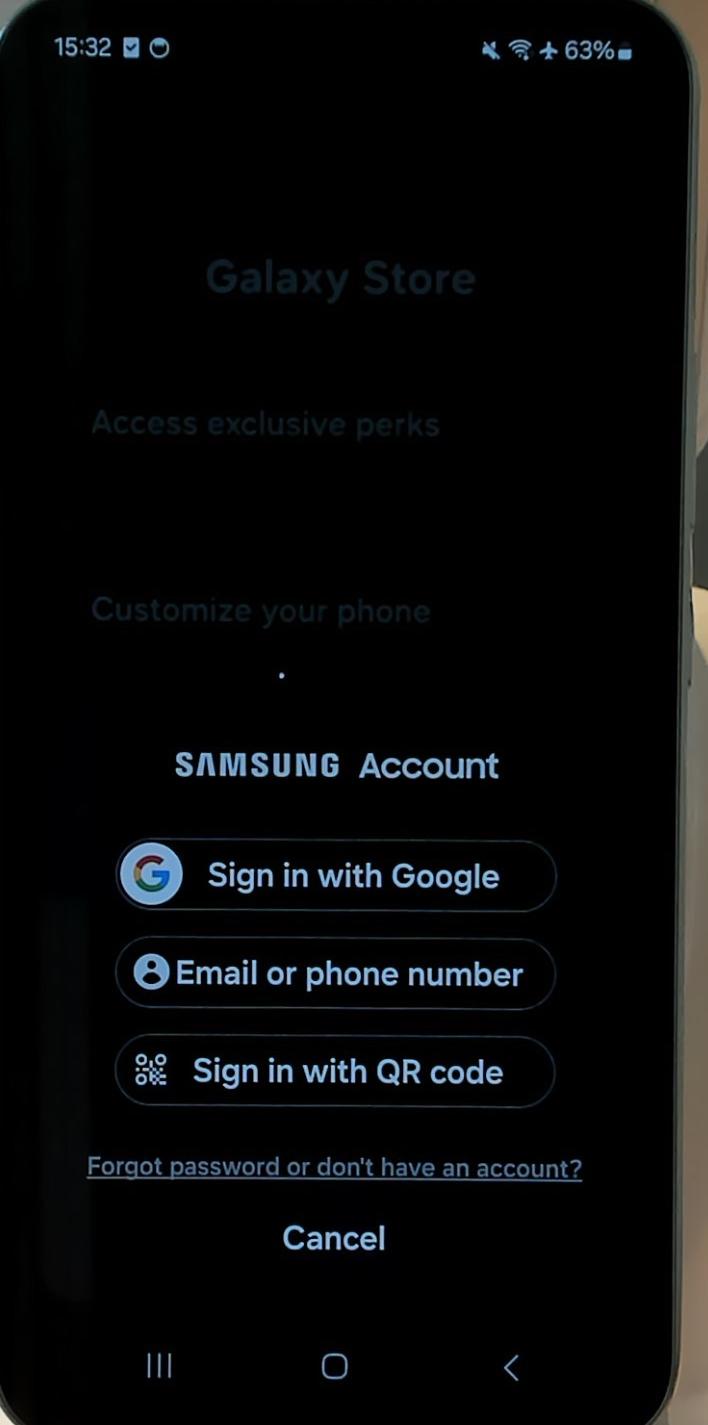 15:32
63%
Galaxy Store
Access exclusive perks
Customize your phone
SAMSUNG Account
G Sign in with Google
Email or phone number
Sign in with QR code
Forgot password or don't have an account?
Cancel